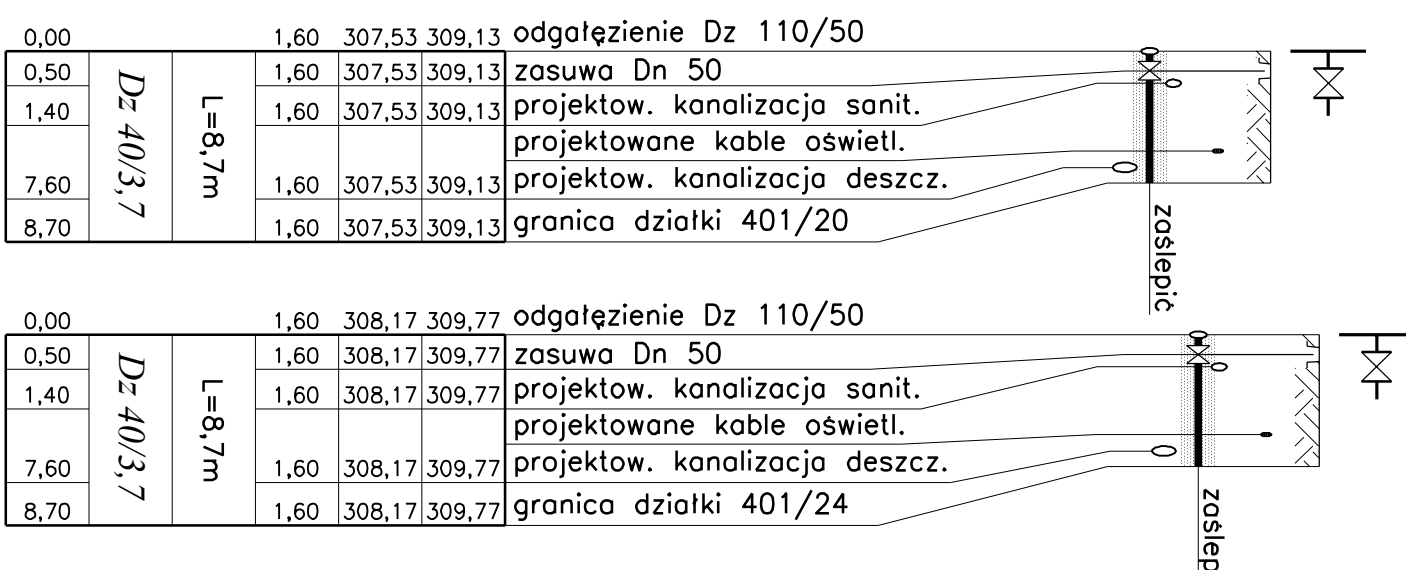 0,00 1,60 307,53 309,13 odgałęzienie Dz 110/50
0,50 1,60 307,53 309,13 zasuwa Dn 50
1,40 1,60 307,53 309,13 projektow. kanalizacja sanit.
projektowane kable oświetl.
7,60 1,60 307,53 309,13 projektow. kanalizacja deszcz.
8,70 1,60 307,53 309,13 granica działki 401/20
Dz 40/3,7
L=8,7m
zaślepić
0,00 1,60 308,17 309,77 odgałęzienie Dz 110/50
0,50 1,60 308,17 309,77 zasuwa Dn 50
1,40 1,60 308,17 309,77 projektow. kanalizacja sanit.
projektowane kable oświetl.
7,60 1,60 308,17 309,77 projektow. kanalizacja deszcz.
8,70 1,60 308,17 309,77 granica działki 401/24
Dz 40/3,7
L=8,7m
zaślep